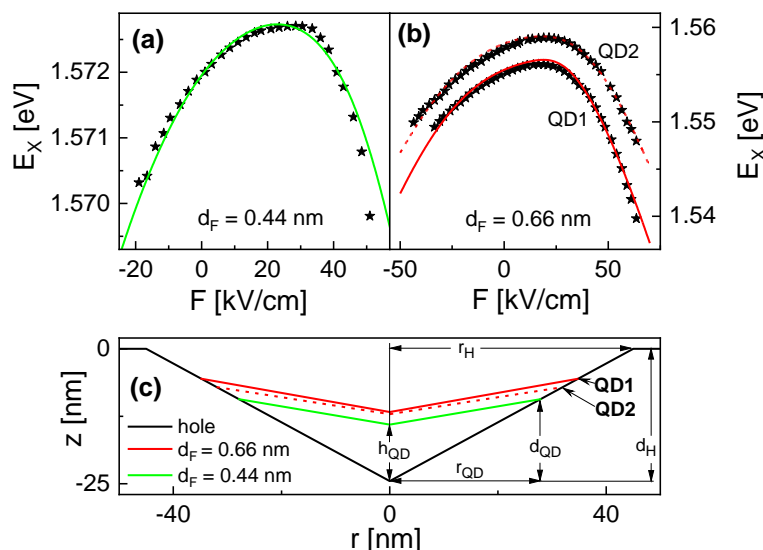 (a)
(b)
QD2
QD1
1.572
1.571
1.570
E_X [eV]
1.56
1.55
1.54
E_X [eV]
d_F = 0.44 nm
d_F = 0.66 nm
-20 0 20 40 60
-50 0 50
F [kV/cm]
F [kV/cm]
0
-25
z [nm]
(c)
r_H
QD1
QD2
hole
d_F = 0.66 nm
d_F = 0.44 nm
h_QD
r_QD
d_QD
d_H
-40 0 40
r [nm]